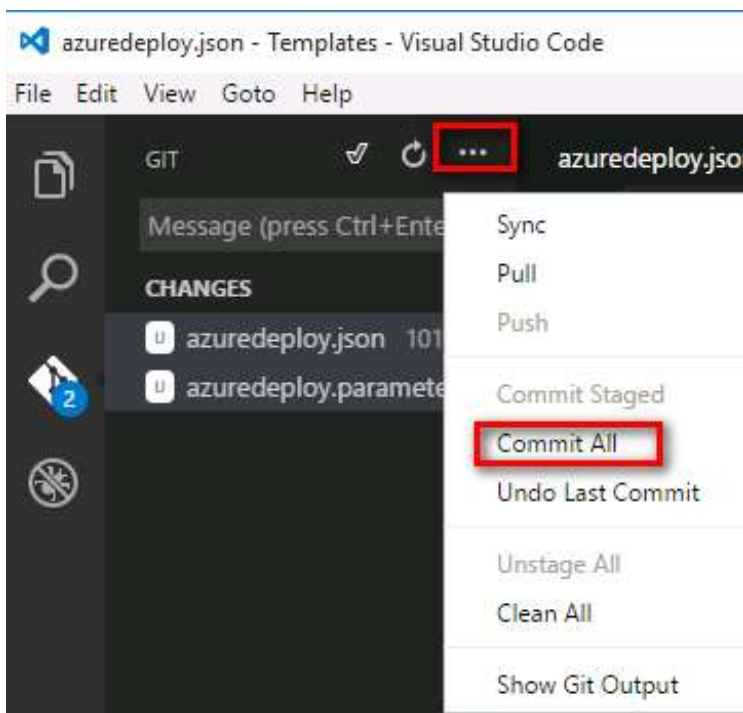 azuredeploy.json - Templates - Visual Studio Code
File Edit View Goto Help
GIT ... azuredeploy.jso
Message (press Ctrl+Ente
CHANGES
U azuredeploy.json 101
U azuredeploy.paramete
2
Sync
Pull
Push
Commit Staged
Commit All
Undo Last Commit
Unstage All
Clean All
Show Git Output